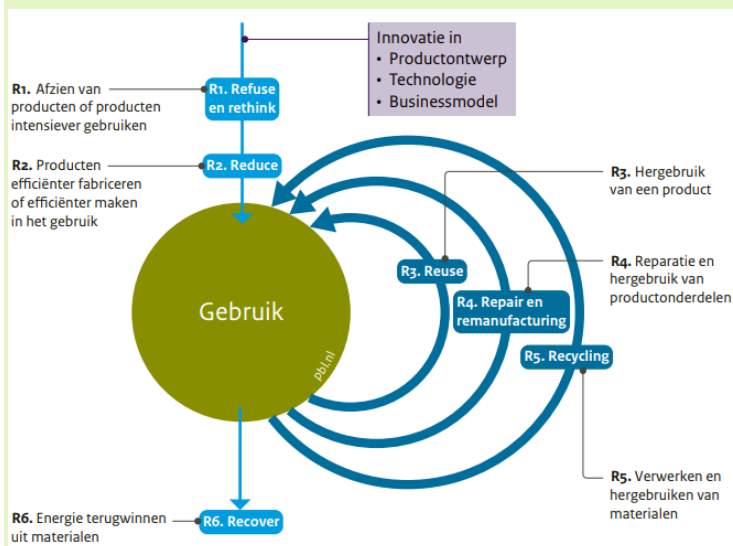 Innovatie in
• Productontwerp
• Technologie
• Businessmodel
R1. Afzien van
producten of producten
intensiever gebruiken
R1. Refuse
en rethink
R2. Producten
efficiënter fabriceren
of efficiënter maken
in het gebruik
R2. Reduce
R3. Hergebruik
van een product
R3. Reuse
R4. Reparatie en
hergebruik van
productonderdelen
R4. Repair en
remanufacturing
Gebruik
pbl.nl
R5. Recycling
R5. Verwerken en
hergebruiken van
materialen
R6. Energie terugwinnen
uit materialen
R6. Recover